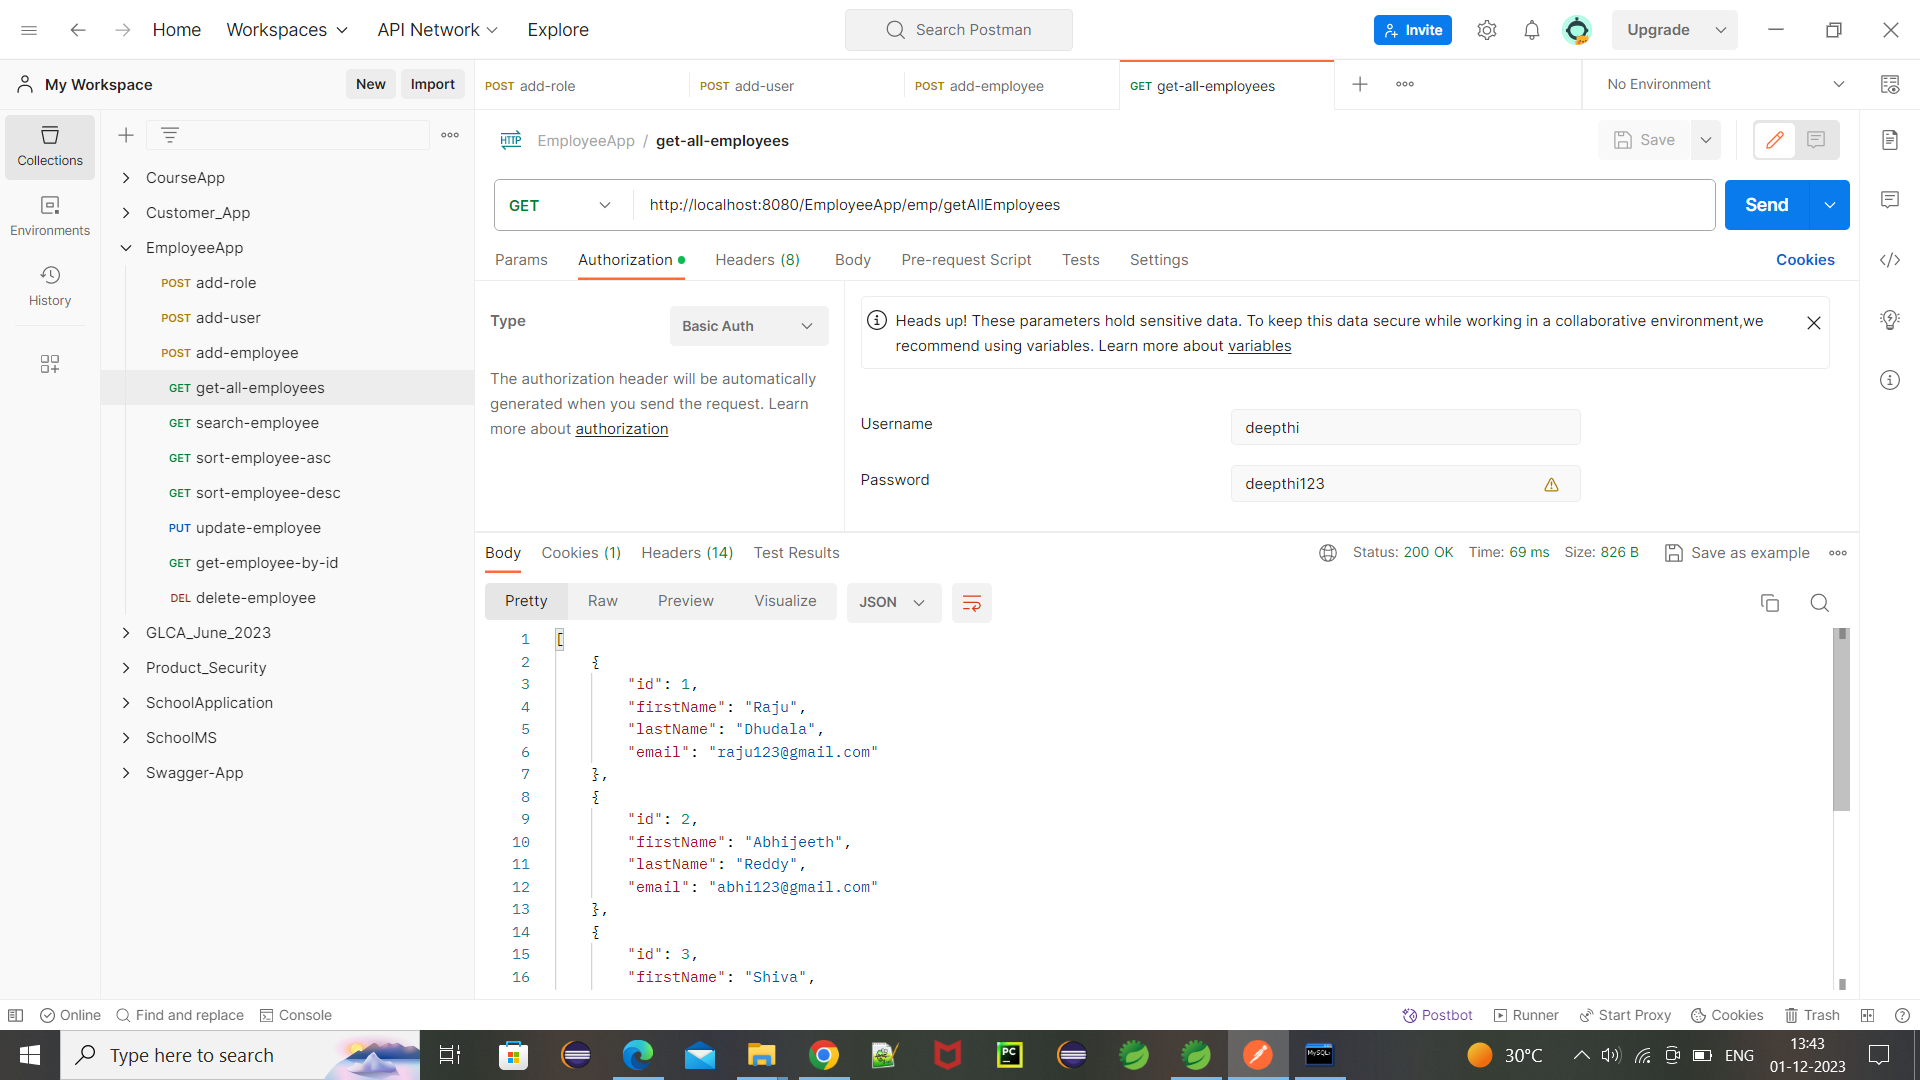 Home
Workspaces
API Network
Explore
Search Postman
Invite
Upgrade
My Workspace
New
Import
POST add-role
POST add-user
POST add-employee
GET get-all-employees
No Environment
Collections
Environments
History
CourseApp
Customer_App
EmployeeApp
POST add-role
POST add-user
POST add-employee
GET get-all-employees
GET search-employee
GET sort-employee-asc
GET sort-employee-desc
PUT update-employee
GET get-employee-by-id
DEL delete-employee
GLCA_June_2023
Product_Security
SchoolApplication
SchoolMS
Swagger-App
HTTP EmployeeApp / get-all-employees
Save
GET http://localhost:8080/EmployeeApp/emp/getAllEmployees
Send
Params Authorization Headers (8) Body Pre-request Script Tests Settings
Cookies
Type
Basic Auth
The authorization header will be automatically
generated when you send the request. Learn
more about authorization
Heads up! These parameters hold sensitive data. To keep this data secure while working in a collaborative environment,we
recommend using variables. Learn more about variables
Username
deepthi
Password
deepthi123
Body Cookies (1) Headers (14) Test Results
Status: 200 OK Time: 69 ms Size: 826 B Save as example
Pretty Raw Preview Visualize JSON
1 [
2 {
3 "id": 1,
4 "firstName": "Raju",
5 "lastName": "Dhudala",
6 "email": "raju123@gmail.com"
7 },
8 {
9 "id": 2,
10 "firstName": "Abhijeeth",
11 "lastName": "Reddy",
12 "email": "abhi123@gmail.com"
13 },
14 {
15 "id": 3,
16 "firstName": "Shiva",
Online Find and replace Console
Postbot Runner Start Proxy Cookies Trash
Type here to search
PC
MySQL
30°C
ENG
13:43
01-12-2023